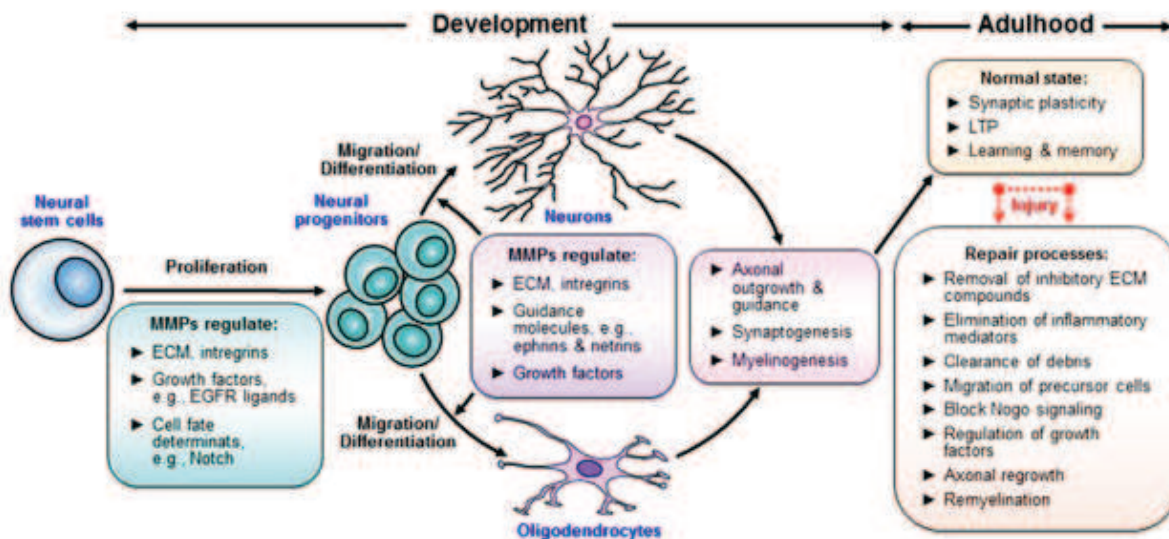 Development
Adulhood
Neural
stem cells
Proliferation
MMPs regulate:
► ECM, intregrins
► Growth factors,
e.g., EGFR ligands
► Cell fate
determinats,
e.g., Notch
Neural
progenitors
Migration/
Differentiation
Neurons
MMPs regulate:
► ECM, intregrins
► Guidance
molecules, e.g.,
ephrins & netrins
► Growth factors
Migration/
Differentiation
Oligodendrocytes
► Axonal
outgrowth &
guidance
► Synaptogenesis
► Myelinogenesis
Normal state:
► Synaptic plasticity
► LTP
► Learning & memory
Injury
Repair processes:
► Removal of inhibitory ECM
compounds
► Elimination of inflammatory
mediators
► Clearance of debris
► Migration of precursor cells
► Block Nogo signaling
► Regulation of growth
factors
► Axonal regrowth
► Remyelination